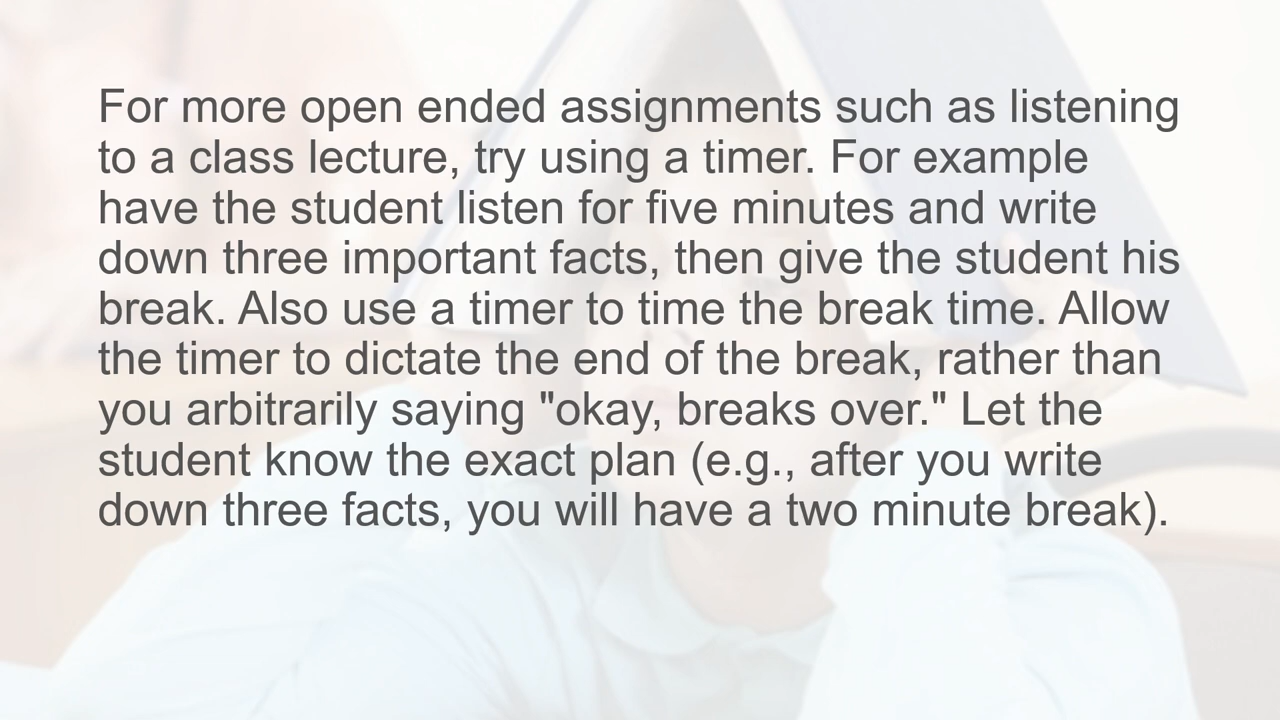 For more open ended assignments such as listening
to a class lecture, try using a timer. For example
have the student listen for five minutes and write
down three important facts, then give the student his
break. Also use a timer to time the break time. Allow
the timer to dictate the end of the break, rather than
you arbitrarily saying "okay, breaks over." Let the
student know the exact plan (e.g., after you write
down three facts, you will have a two minute break).